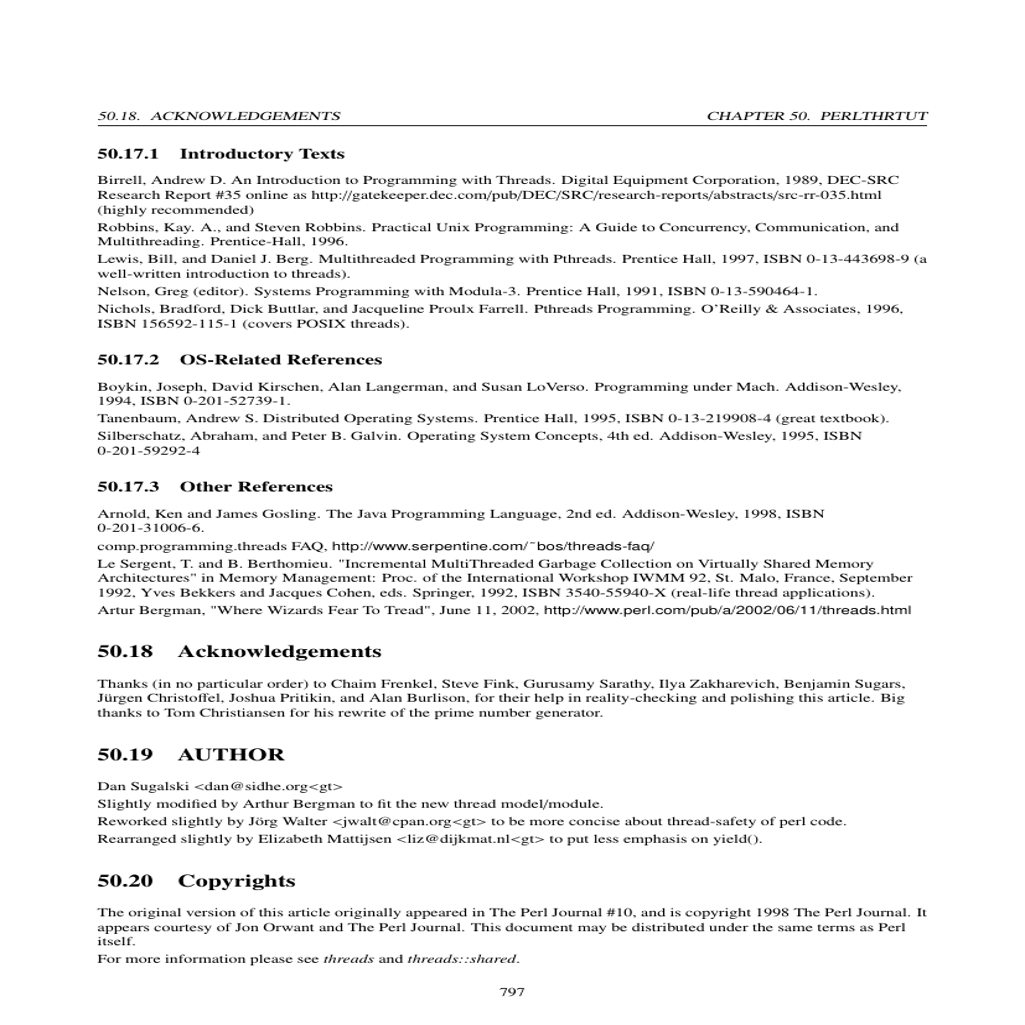 50.18. ACKNOWLEDGEMENTS CHAPTER 50. PERLTHRTUT
50.17.1 Introductory Texts
Birrell, Andrew D. An Introduction to Programming with Threads. Digital Equipment Corporation, 1989, DEC-SRC
Research Report #35 online as http://gatekeeper.dec.com/pub/DEC/SRC/research-reports/abstracts/src-rr-035.html
(highly recommended)
Robbins, Kay. A., and Steven Robbins. Practical Unix Programming: A Guide to Concurrency, Communication, and
Multithreading. Prentice-Hall, 1996.
Lewis, Bill, and Daniel J. Berg. Multithreaded Programming with Pthreads. Prentice Hall, 1997, ISBN 0-13-443698-9 (a
well-written introduction to threads).
Nelson, Greg (editor). Systems Programming with Modula-3. Prentice Hall, 1991, ISBN 0-13-590464-1.
Nichols, Bradford, Dick Buttlar, and Jacqueline Proulx Farrell. Pthreads Programming. O'Reilly & Associates, 1996,
ISBN 156592-115-1 (covers POSIX threads).
50.17.2 OS-Related References
Boykin, Joseph, David Kirschen, Alan Langerman, and Susan LoVerso. Programming under Mach. Addison-Wesley,
1994, ISBN 0-201-52739-1.
Tanenbaum, Andrew S. Distributed Operating Systems. Prentice Hall, 1995, ISBN 0-13-219908-4 (great textbook).
Silberschatz, Abraham, and Peter B. Galvin. Operating System Concepts, 4th ed. Addison-Wesley, 1995, ISBN
0-201-59292-4
50.17.3 Other References
Arnold, Ken and James Gosling. The Java Programming Language, 2nd ed. Addison-Wesley, 1998, ISBN
0-201-31006-6.
comp.programming.threads FAQ, http://www.serpentine.com/~bos/threads-faq/
Le Sergent, T. and B. Berthomieu. "Incremental MultiThreaded Garbage Collection on Virtually Shared Memory
Architectures" in Memory Management: Proc. of the International Workshop IWMM 92, St. Malo, France, September
1992, Yves Bekkers and Jacques Cohen, eds. Springer, 1992, ISBN 3540-55940-X (real-life thread applications).
Artur Bergman, "Where Wizards Fear To Tread", June 11, 2002, http://www.perl.com/pub/a/2002/06/11/threads.html
50.18 Acknowledgements
Thanks (in no particular order) to Chaim Frenkel, Steve Fink, Gurusamy Sarathy, Ilya Zakharevich, Benjamin Sugars,
Jürgen Christoffel, Joshua Pritikin, and Alan Burlison, for their help in reality-checking and polishing this article. Big
thanks to Tom Christiansen for his rewrite of the prime number generator.
50.19 AUTHOR
Dan Sugalski <dan@sidhe.org<gt>
Slightly modified by Arthur Bergman to fit the new thread model/module.
Reworked slightly by Jörg Walter <jwalt@cpan.org<gt> to be more concise about thread-safety of perl code.
Rearranged slightly by Elizabeth Mattijsen <liz@dijkmat.nl<gt> to put less emphasis on yield().
50.20 Copyrights
The original version of this article originally appeared in The Perl Journal #10, and is copyright 1998 The Perl Journal. It
appears courtesy of Jon Orwant and The Perl Journal. This document may be distributed under the same terms as Perl
itself.
For more information please see threads and threads::shared.
797